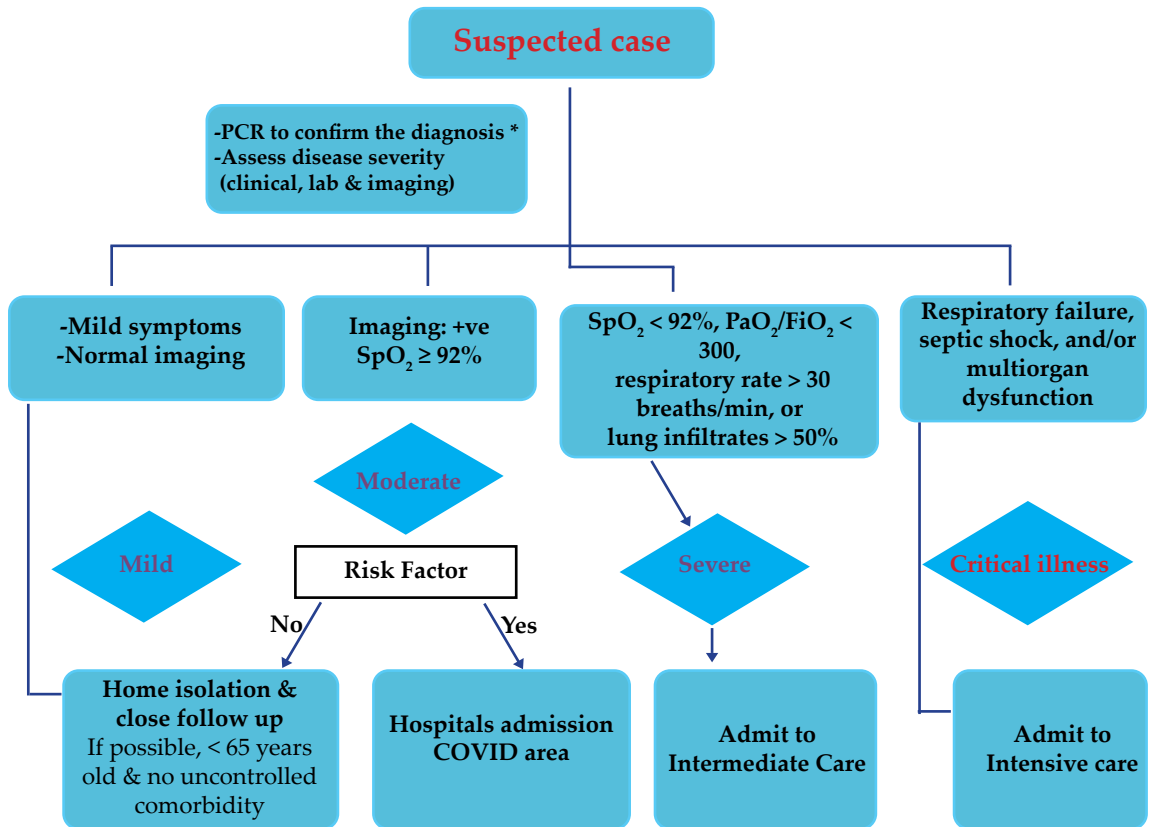 Suspected case
-PCR to confirm the diagnosis *
-Assess disease severity
(clinical, lab & imaging)
-Mild symptoms
-Normal imaging
Imaging: +ve
SpO₂ ≥ 92%
SpO₂ < 92%, PaO₂/FiO₂ <
300,
respiratory rate > 30
breaths/min, or
lung infiltrates > 50%
Respiratory failure,
septic shock, and/or
multiorgan
dysfunction
Mild
Moderate
Severe
Critical illness
Risk Factor
No
Yes
Home isolation &
close follow up
If possible, < 65 years
old & no uncontrolled
comorbidity
Hospitals admission
COVID area
Admit to
Intermediate Care
Admit to
Intensive care